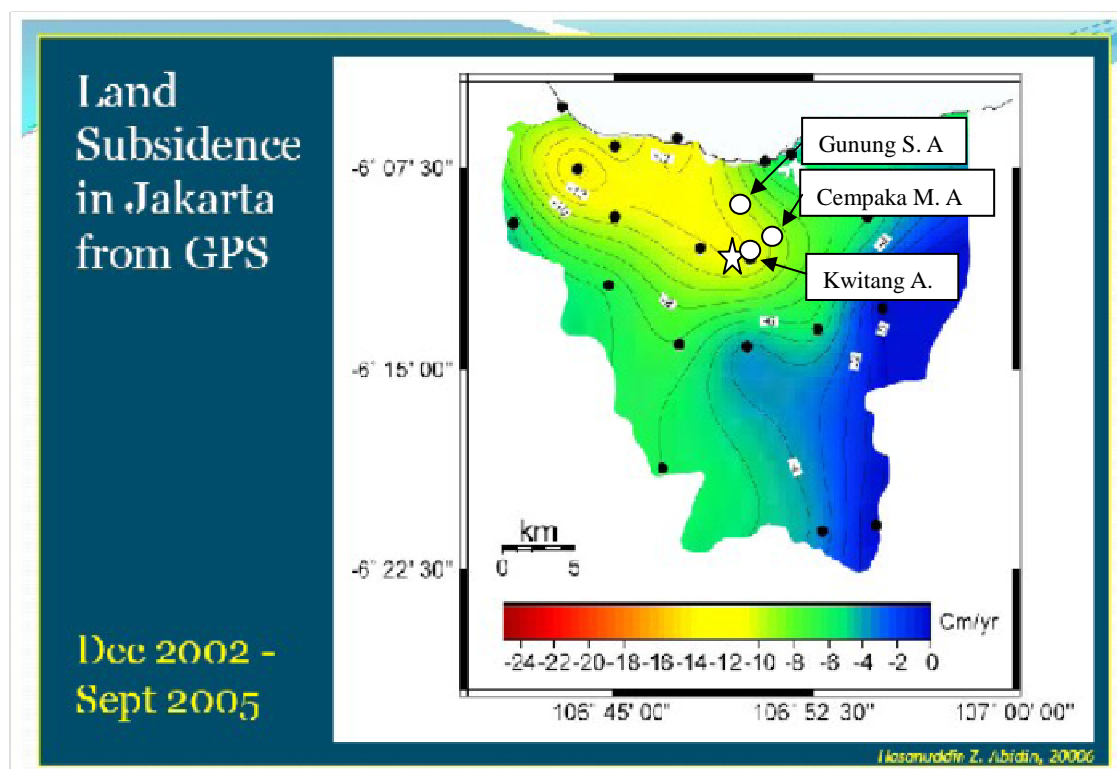 Land
Subsidence
in Jakarta
from GPS
Dec 2002 -
Sept 2005
-6° 07' 30"
-6° 15' 00"
-6° 22' 30"
Gunung S. A
Cempaka M. A
Kwitang A.
km
0 5
Cm/yr
-24 -22 -20 -18 -16 -14 -12 -10 -8 -6 -4 -2 0
106° 45' 00" 106° 52' 30" 107° 00' 00"
Hasanuddin Z. Abidin, 20006